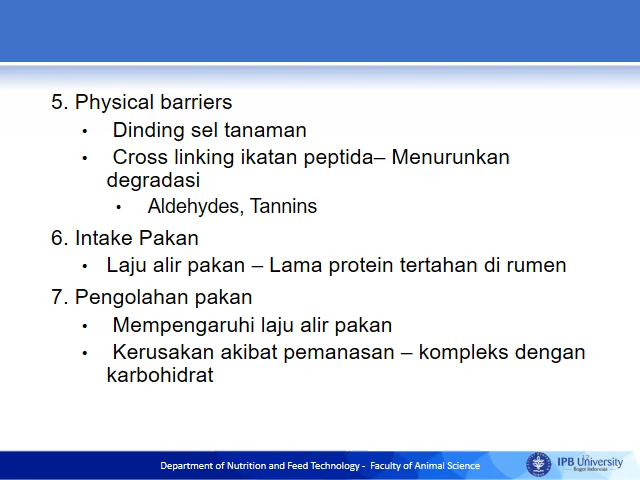 5. Physical barriers
• Dinding sel tanaman
• Cross linking ikatan peptida– Menurunkan
degradasi
• Aldehydes, Tannins
6. Intake Pakan
• Laju alir pakan – Lama protein tertahan di rumen
7. Pengolahan pakan
• Mempengaruhi laju alir pakan
• Kerusakan akibat pemanasan – kompleks dengan
karbohidrat
Department of Nutrition and Feed Technology - Faculty of Animal Science
IPB University
Bogor Indonesia